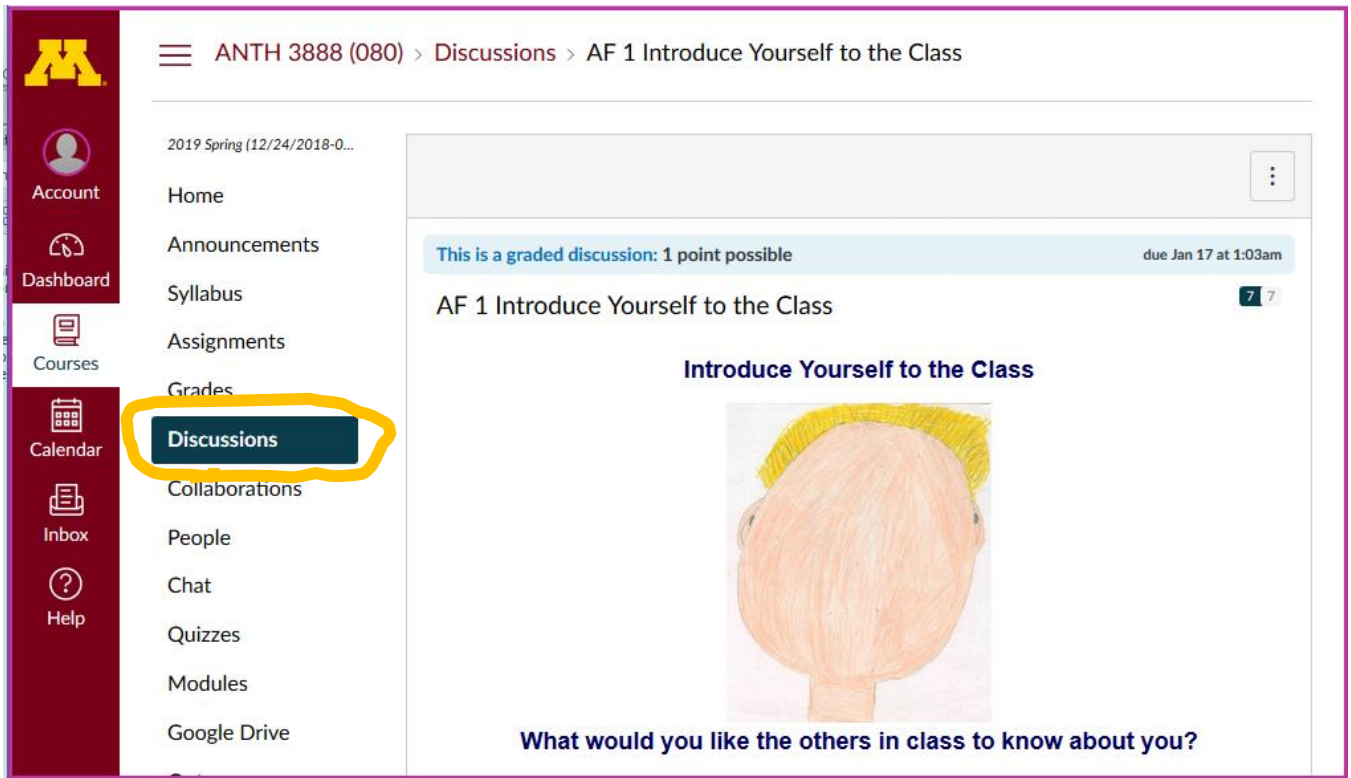 ANTH 3888 (080) > Discussions > AF 1 Introduce Yourself to the Class
Account
Dashboard
Courses
Calendar
Inbox
Help
2019 Spring (12/24/2018-0...
Home
Announcements
Syllabus
Assignments
Grades
Discussions
Collaborations
People
Chat
Quizzes
Modules
Google Drive
This is a graded discussion: 1 point possible
due Jan 17 at 1:03am
AF 1 Introduce Yourself to the Class
7 7
Introduce Yourself to the Class
What would you like the others in class to know about you?